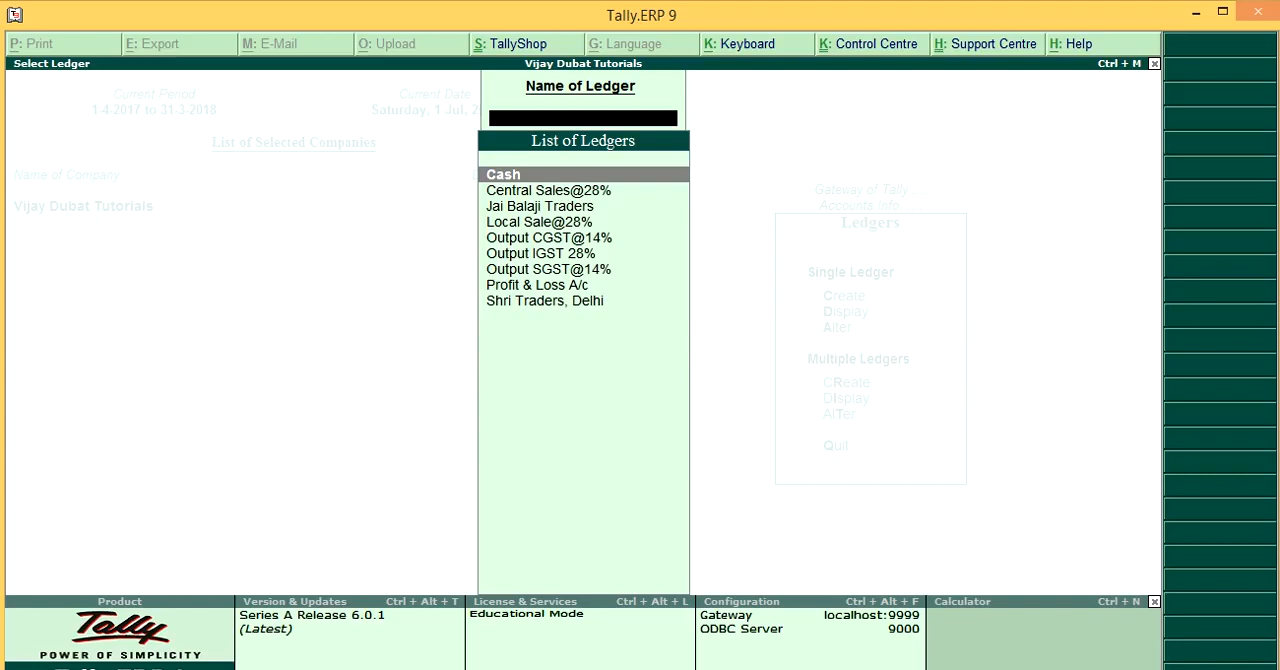 Tally.ERP 9
P: Print E: Export M: E-Mail O: Upload S: TallyShop G: Language K: Keyboard K: Control Centre H: Support Centre H: Help
Select Ledger Vijay Dubat Tutorials Ctrl + M
Current Period Current Date
1-4-2017 to 31-3-2018 Saturday, 1 Jul, 2
List of Selected Companies
Name of Company
Vijay Dubat Tutorials
Name of Ledger
List of Ledgers
Cash
Central Sales@28%
Jai Balaji Traders
Local Sale@28%
Output CGST@14%
Output IGST 28%
Output SGST@14%
Profit & Loss A/c
Shri Traders, Delhi
Gateway of Tally ...
Accounts Info.
Ledgers
Single Ledger
Create
Display
Alter
Multiple Ledgers
CReate
DIsplay
AlTer
Quit
Product
Tally
POWER OF SIMPLICITY
Version & Updates Ctrl + Alt + T
Series A Release 6.0.1
(Latest)
License & Services Ctrl + Alt + L
Educational Mode
Configuration Ctrl + Alt + F
Gateway localhost:9999
ODBC Server 9000
Calculator Ctrl + N